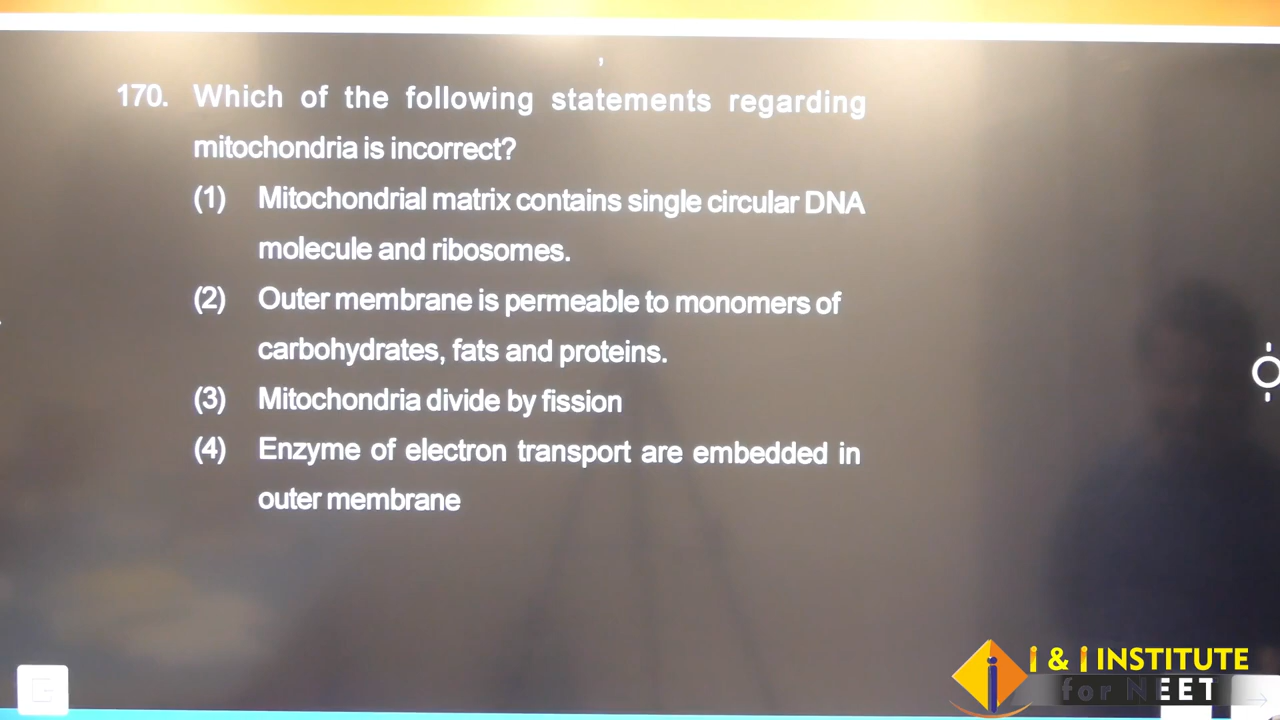 170. Which of the following statements regarding
mitochondria is incorrect?
(1) Mitochondrial matrix contains single circular DNA
molecule and ribosomes.
(2) Outer membrane is permeable to monomers of
carbohydrates, fats and proteins.
(3) Mitochondria divide by fission
(4) Enzyme of electron transport are embedded in
outer membrane
i & i INSTITUTE
for NEET